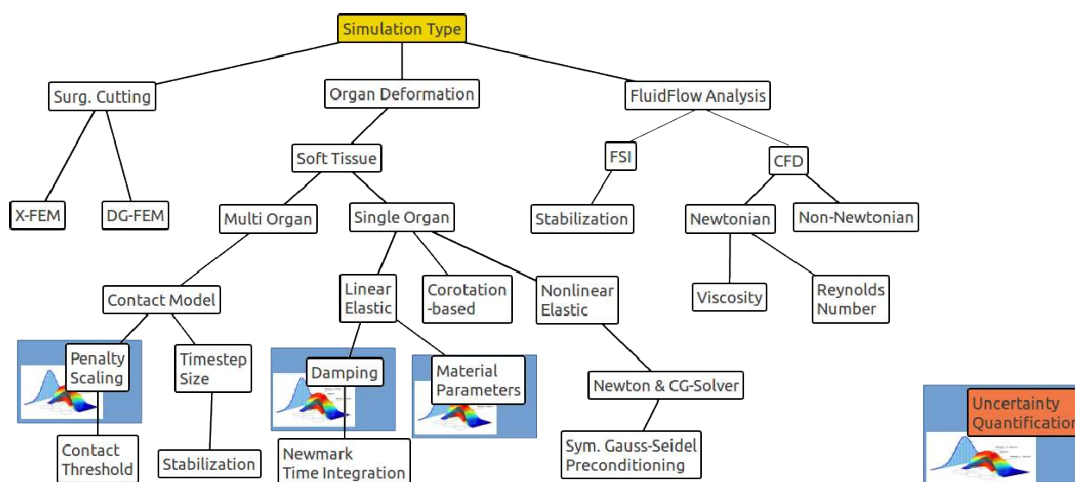 Simulation Type
Surg. Cutting
Organ Deformation
FluidFlow Analysis
Soft Tissue
FSI
CFD
X-FEM
DG-FEM
Multi Organ
Single Organ
Stabilization
Newtonian
Non-Newtonian
Contact Model
Linear
Elastic
Corotation
-based
Nonlinear
Elastic
Viscosity
Reynolds
Number
Penalty
Scaling
Timestep
Size
Damping
Material
Parameters
Newton & CG-Solver
Uncertainty
Quantification
Contact
Threshold
Stabilization
Newmark
Time Integration
Sym. Gauss-Seidel
Preconditioning